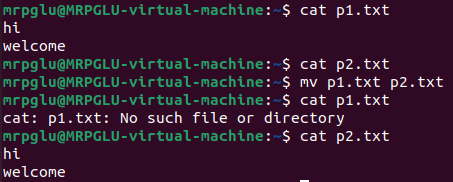 mrpglu@MRPGLU-virtual-machine:~$ cat p1.txt
hi
welcome
mrpglu@MRPGLU-virtual-machine:~$ cat p2.txt
mrpglu@MRPGLU-virtual-machine:~$ mv p1.txt p2.txt
mrpglu@MRPGLU-virtual-machine:~$ cat p1.txt
cat: p1.txt: No such file or directory
mrpglu@MRPGLU-virtual-machine:~$ cat p2.txt
hi
welcome